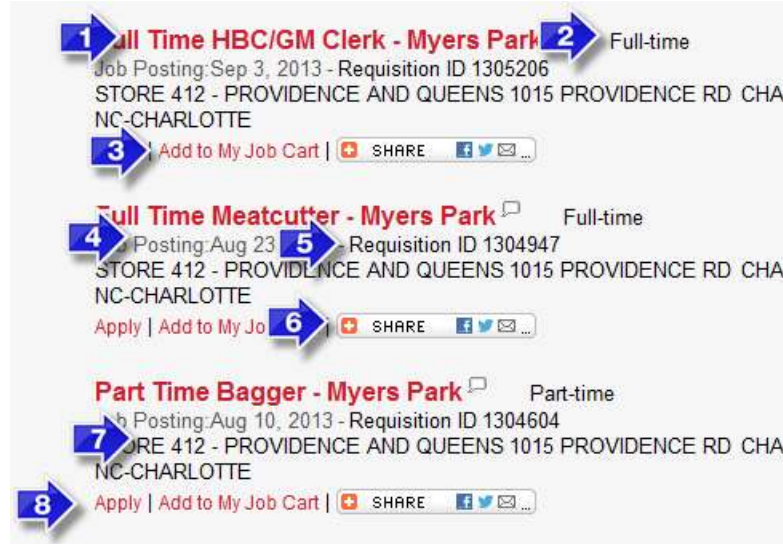 1 Full Time HBC/GM Clerk - Myers Park 2 Full-time
Job Posting:Sep 3, 2013 - Requisition ID 1305206
STORE 412 - PROVIDENCE AND QUEENS 1015 PROVIDENCE RD CHA
NC-CHARLOTTE
3 | Add to My Job Cart | SHARE ...
Full Time Meatcutter - Myers Park Full-time
4 Job Posting:Aug 23 5 - Requisition ID 1304947
STORE 412 - PROVIDENCE AND QUEENS 1015 PROVIDENCE RD CHA
NC-CHARLOTTE
Apply | Add to My Jo 6 | SHARE ...
Part Time Bagger - Myers Park Part-time
Job Posting:Aug 10, 2013 - Requisition ID 1304604
7 STORE 412 - PROVIDENCE AND QUEENS 1015 PROVIDENCE RD CHA
NC-CHARLOTTE
8 Apply | Add to My Job Cart | SHARE ...